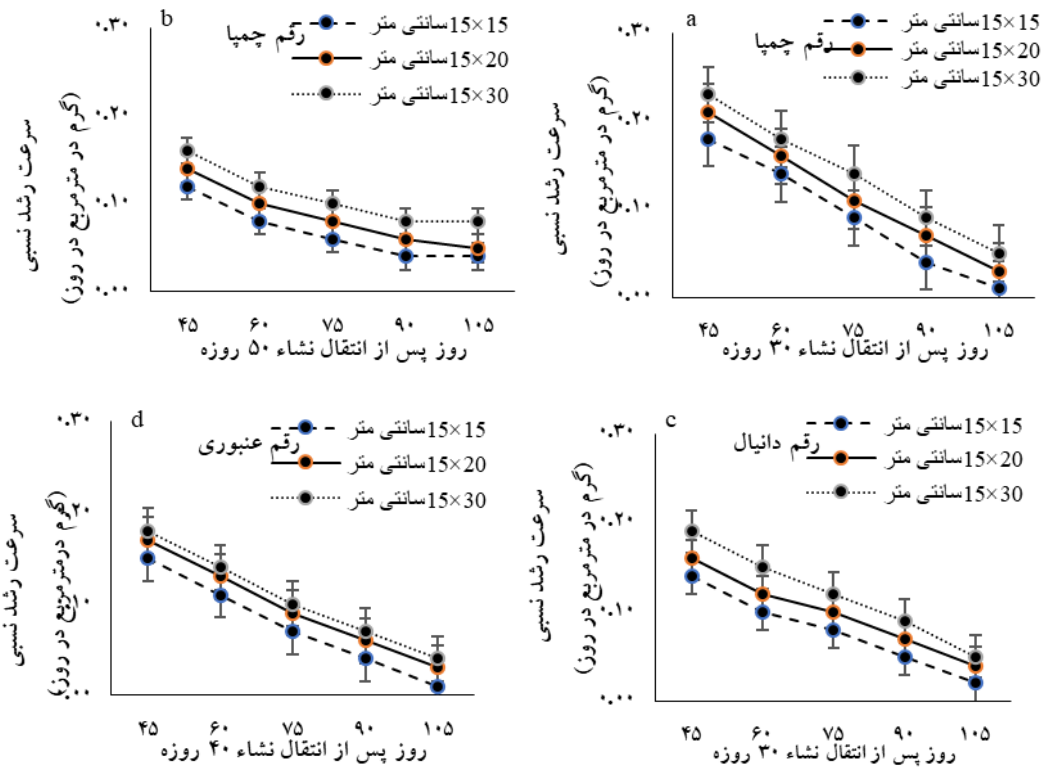 a
رقم چمپا
15×15سانتی متر
15×20سانتی متر
15×30سانتی متر
سرعت رشد نسبی
(گرم در مترمربع در روز)
۰.۳۰
۰.۲۰
۰.۱۰
۰.۰۰
۴۵ ۶۰ ۷۵ ۹۰ ۱۰۵
روز پس از انتقال نشاء ۳۰ روزه
b
رقم چمپا
15×15سانتی متر
15×20سانتی متر
15×30سانتی متر
سرعت رشد نسبی
(گرم در مترمربع در روز)
۰.۳۰
۰.۲۰
۰.۱۰
۰.۰۰
۴۵ ۶۰ ۷۵ ۹۰ ۱۰۵
روز پس از انتقال نشاء ۵۰ روزه
c
رقم دانیال
15×15سانتی متر
15×20سانتی متر
15×30سانتی متر
سرعت رشد نسبی
(گرم در مترمربع در روز)
۰.۳۰
۰.۲۰
۰.۱۰
۰.۰۰
۴۵ ۶۰ ۷۵ ۹۰ ۱۰۵
روز پس از انتقال نشاء ۳۰ روزه
d
رقم عنبوری
15×15سانتی متر
15×20سانتی متر
15×30سانتی متر
سرعت رشد نسبی
(گرم درمترمربع در روز)
۰.۳۰
۰.۲۰
۰.۱۰
۰.۰۰
۴۵ ۶۰ ۷۵ ۹۰ ۱۰۵
روز پس از انتقال نشاء ۴۰ روزه